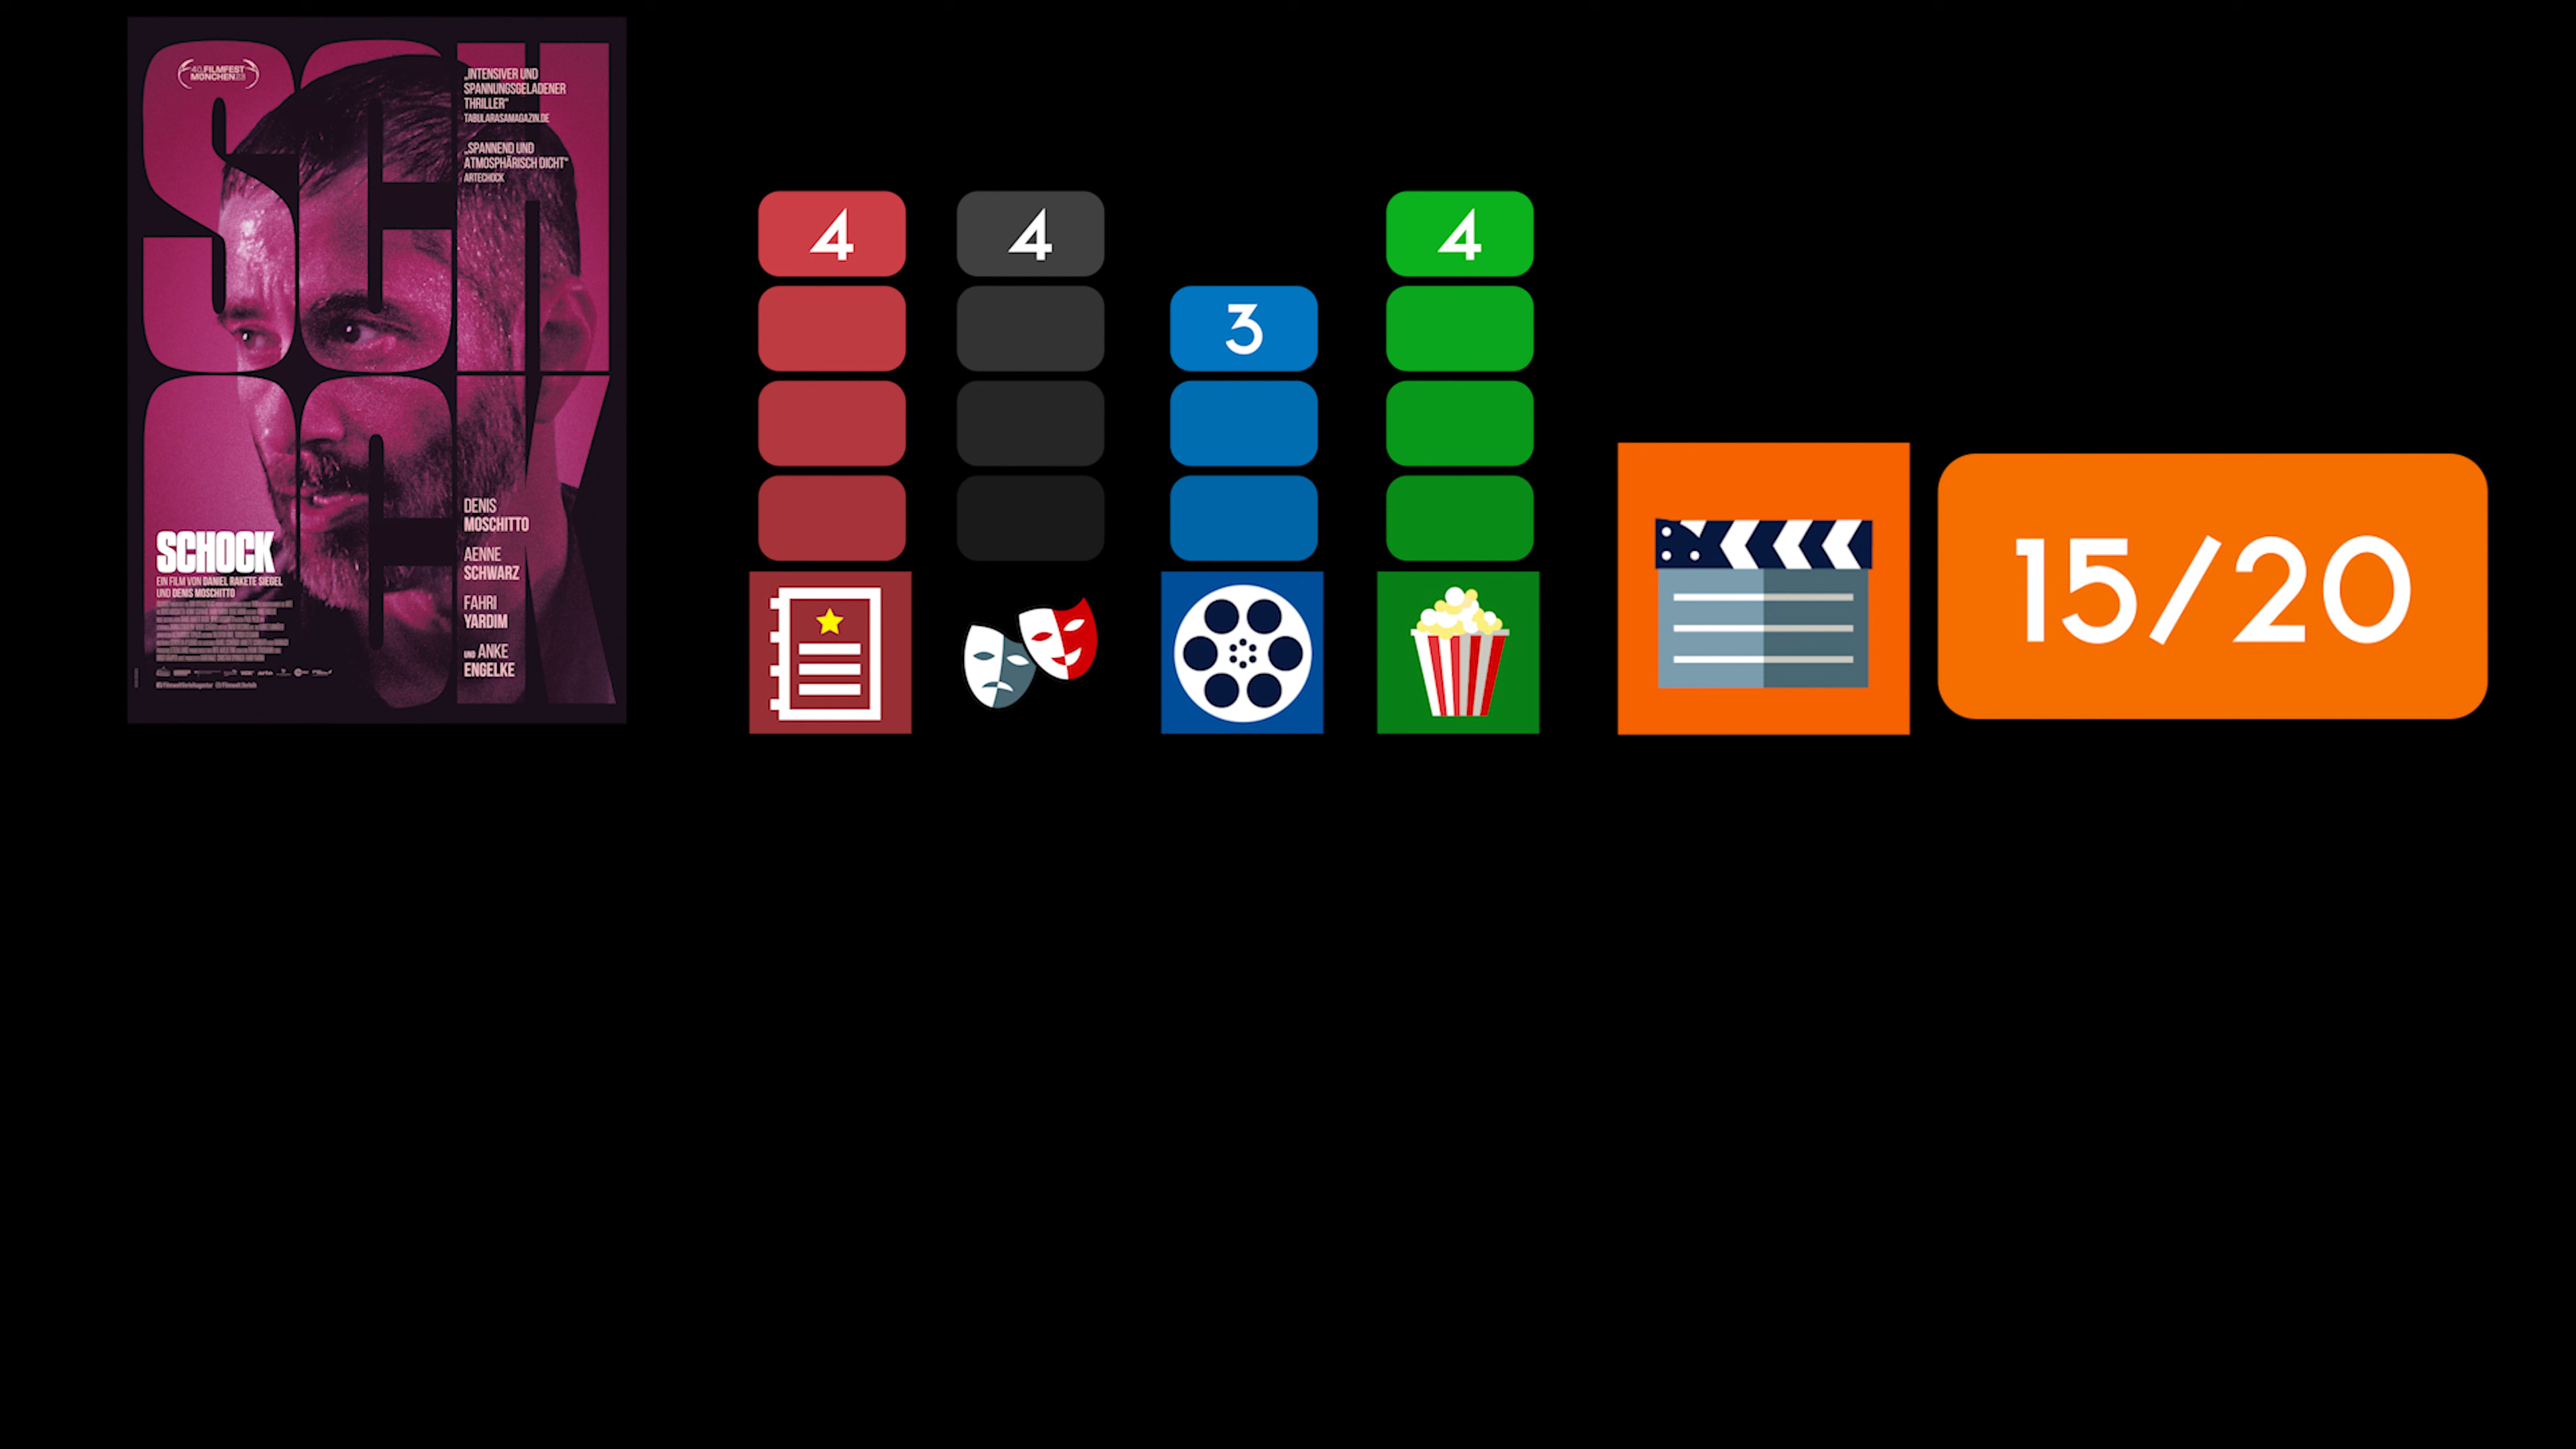 40. FILMFEST
MÜNCHEN
„INTENSIVER UND
SPANNUNGSGELADENER
THRILLER“
TABULARASAMAGAZIN.DE
„SPANNEND UND
ATMOSPHÄRISCH DICHT“
ARTECHOCK
SCHOCK
DENIS
MOSCHITTO
AENNE
SCHWARZ
FAHRI
YARDIM
UND ANKE
ENGELKE
SCHOCK
EIN FILM VON DANIEL RAKETE SIEGEL
UND DENIS MOSCHITTO
4
4
3
4
15/20